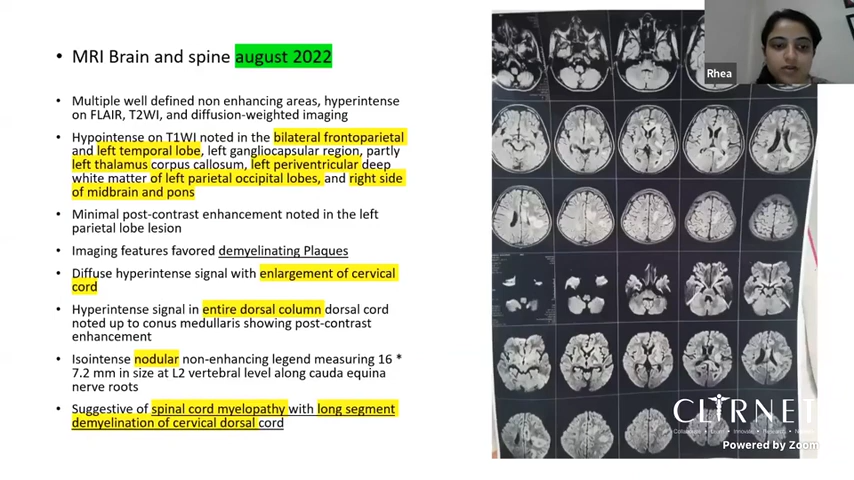 • MRI Brain and spine august 2022
• Multiple well defined non enhancing areas, hyperintense
on FLAIR, T2WI, and diffusion-weighted imaging
• Hypointense on T1WI noted in the bilateral frontoparietal
and left temporal lobe, left gangliocapsular region, partly
left thalamus corpus callosum, left periventricular deep
white matter of left parietal occipital lobes, and right side
of midbrain and pons
• Minimal post-contrast enhancement noted in the left
parietal lobe lesion
• Imaging features favored demyelinating Plaques
• Diffuse hyperintense signal with enlargement of cervical
cord
• Hyperintense signal in entire dorsal column dorsal cord
noted up to conus medullaris showing post-contrast
enhancement
• Isointense nodular non-enhancing legend measuring 16 *
7.2 mm in size at L2 vertebral level along cauda equina
nerve roots
• Suggestive of spinal cord myelopathy with long segment
demyelination of cervical dorsal cord
Rhea
CLIRNET
Powered by Zoom